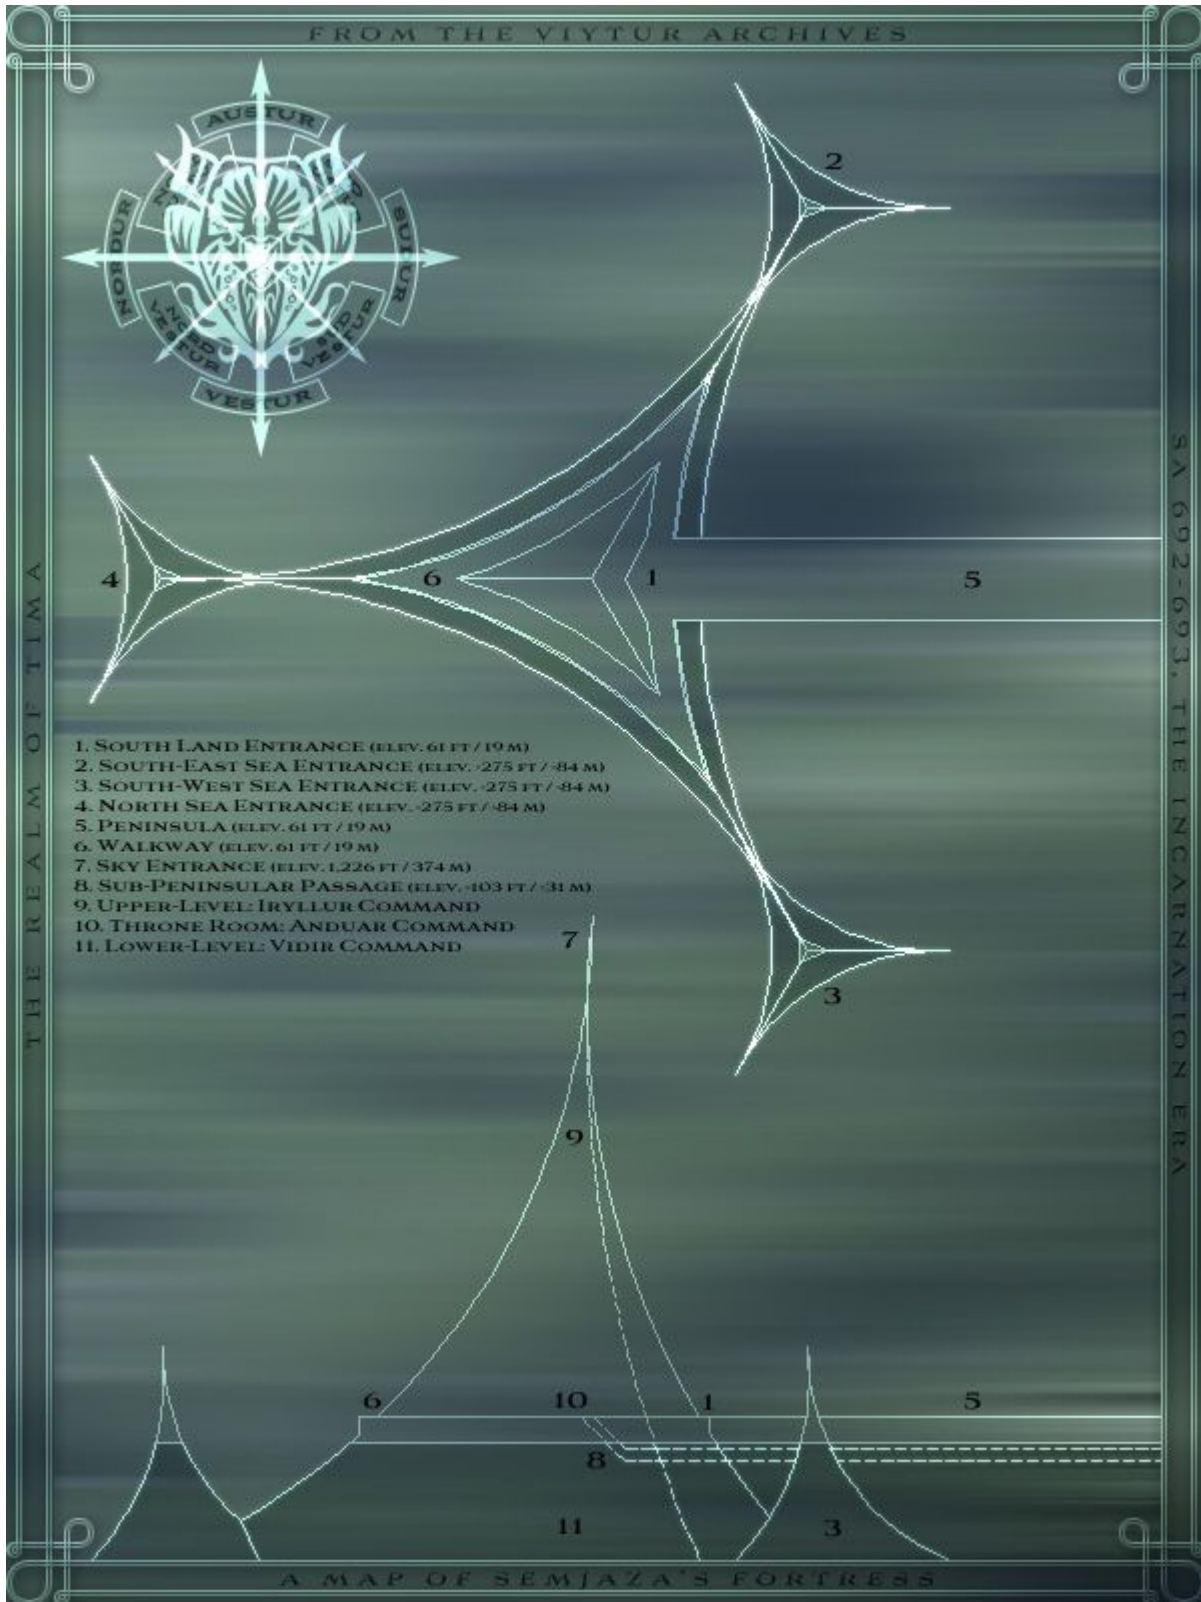 FROM THE VIYTUR ARCHIVES
AUSTUR
NORDUR
SUDUR
NORD VESTUR
SUD VESTUR
VESTUR
2
4
6
1
5
THE REALM OF TIMA
SA 692-693, THE INCARNATION ERA
1. SOUTH LAND ENTRANCE (ELEV. 61 FT / 19 M)
2. SOUTH-EAST SEA ENTRANCE (ELEV. -275 FT / -84 M)
3. SOUTH-WEST SEA ENTRANCE (ELEV. -275 FT / -84 M)
4. NORTH SEA ENTRANCE (ELEV. -275 FT / -84 M)
5. PENINSULA (ELEV. 61 FT / 19 M)
6. WALKWAY (ELEV. 61 FT / 19 M)
7. SKY ENTRANCE (ELEV. 1,226 FT / 374 M)
8. SUB-PENINSULAR PASSAGE (ELEV. -103 FT / -31 M)
9. UPPER-LEVEL: IRYLLUR COMMAND
10. THRONE ROOM: ANDUAR COMMAND
11. LOWER-LEVEL: VIDIR COMMAND
7
3
9
6
10
1
5
8
11
3
A MAP OF SEMJAZA'S FORTRESS